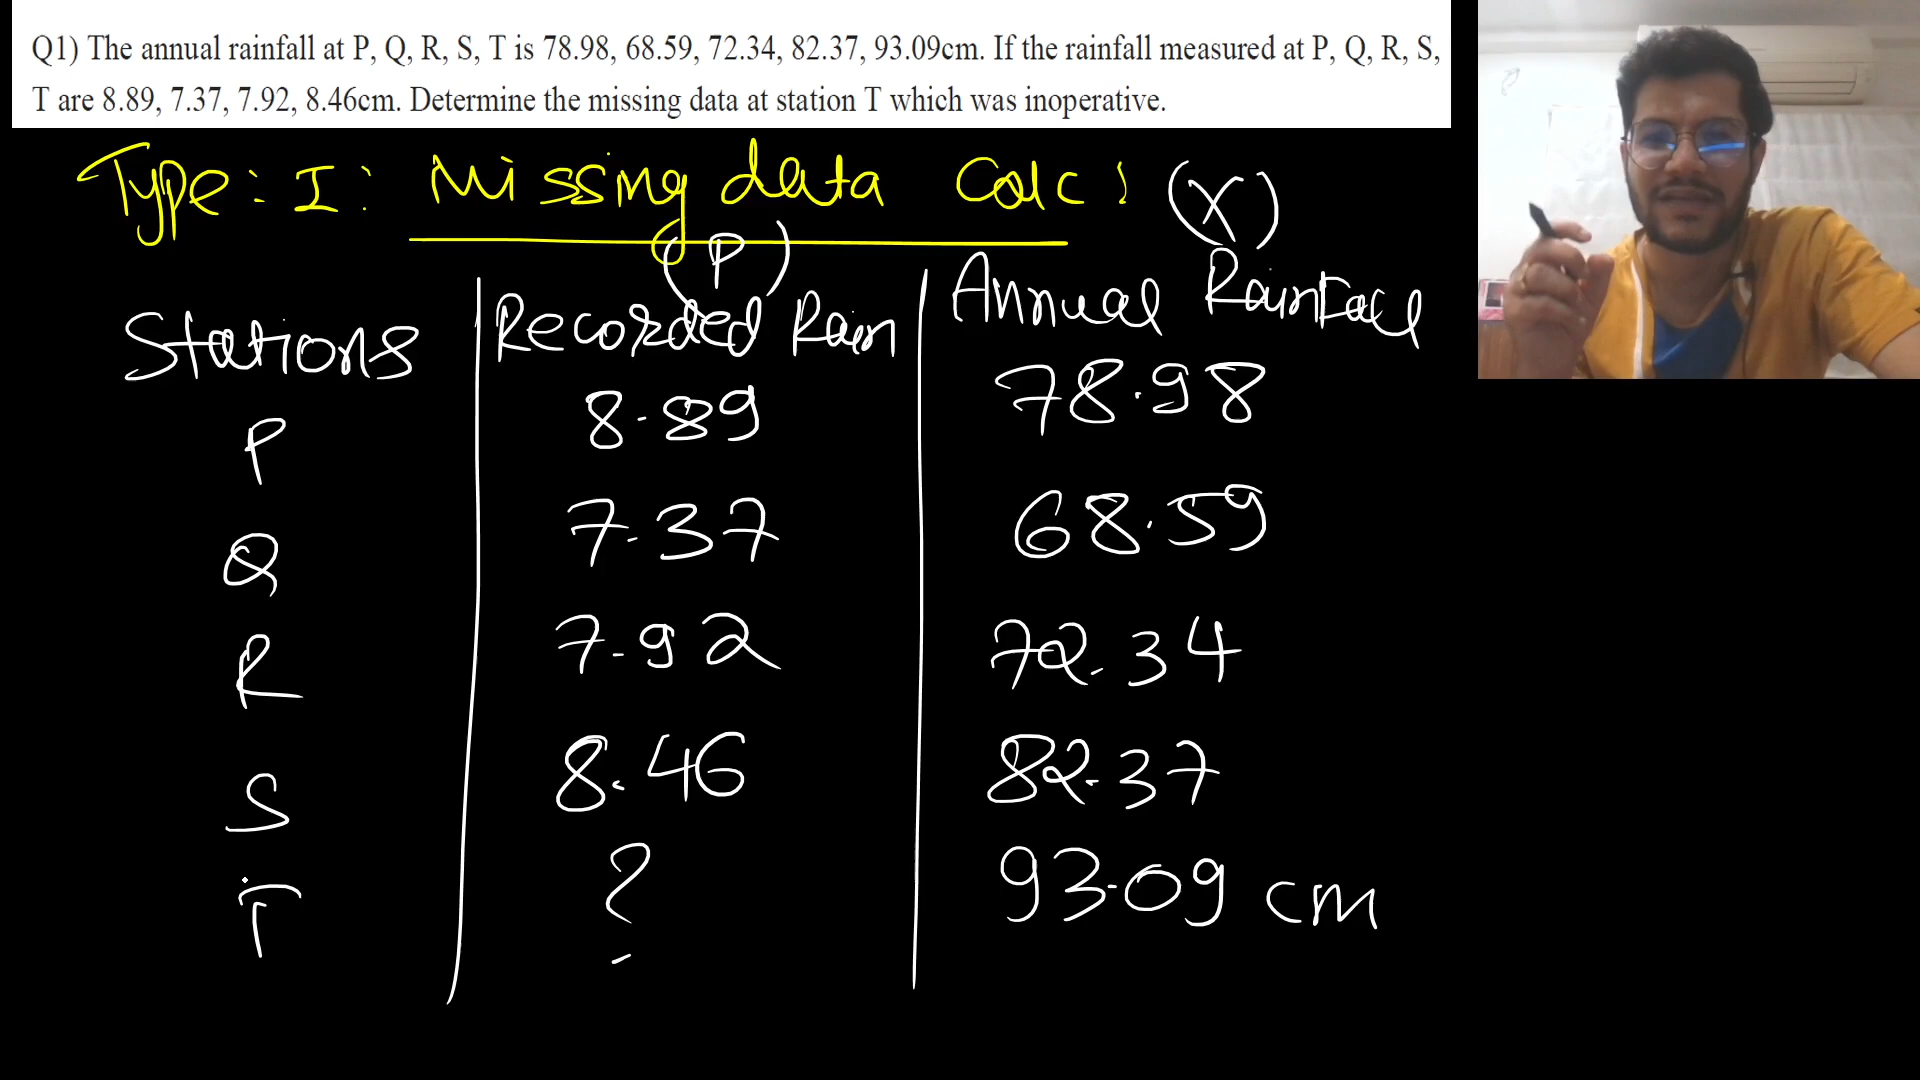 Q1) The annual rainfall at P, Q, R, S, T is 78.98, 68.59, 72.34, 82.37, 93.09cm. If the rainfall measured at P, Q, R, S,
T are 8.89, 7.37, 7.92, 8.46cm. Determine the missing data at station T which was inoperative.
Type: I: Missing data Calc: (X)
(P)
Stations Recorded Rain Annual Rainfall
P 8.89 78.98
Q 7.37 68.59
R 7.92 72.34
S 8.46 82.37
T ? 93.09 cm